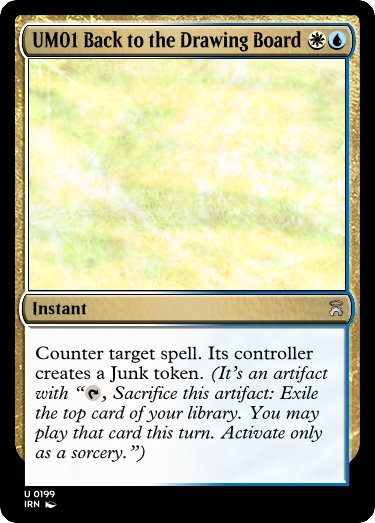 UM01 Back to the Drawing Board
Instant
Counter target spell. Its controller
creates a Junk token. (It's an artifact
with “, Sacrifice this artifact: Exile
the top card of your library. You may
play that card this turn. Activate only
as a sorcery.”)
U 0199
IRN